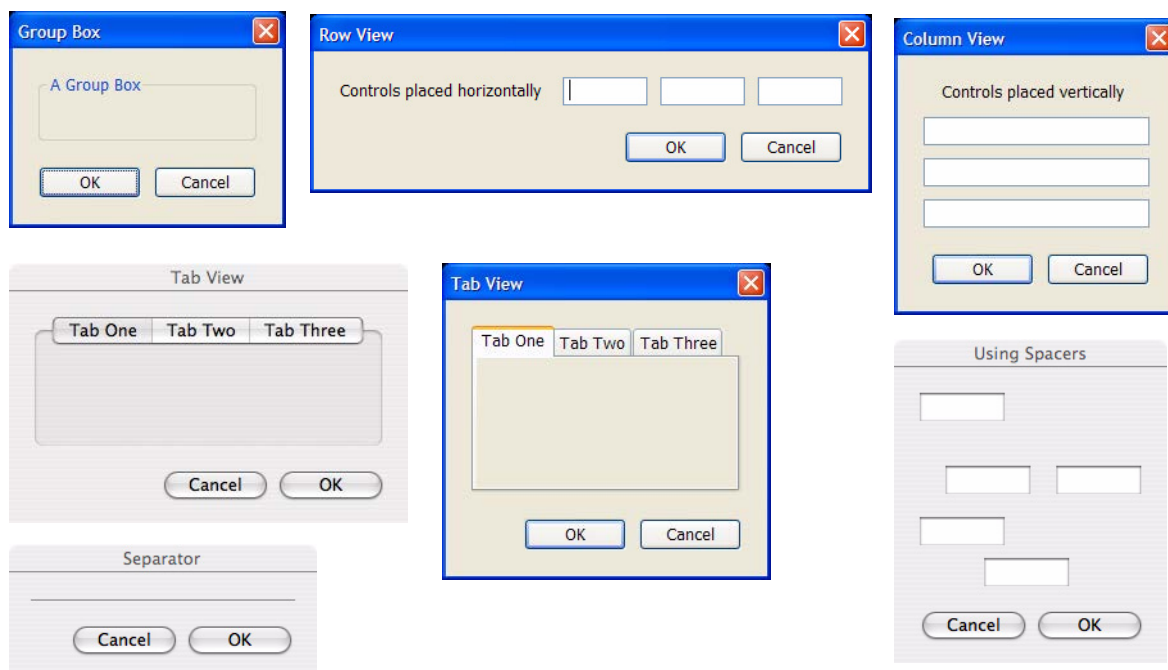 Group Box
A Group Box
OK Cancel
Row View
Controls placed horizontally
OK Cancel
Column View
Controls placed vertically
OK Cancel
Tab View
Tab One Tab Two Tab Three
Cancel OK
Tab View
Tab One Tab Two Tab Three
OK Cancel
Using Spacers
Cancel OK
Separator
Cancel OK